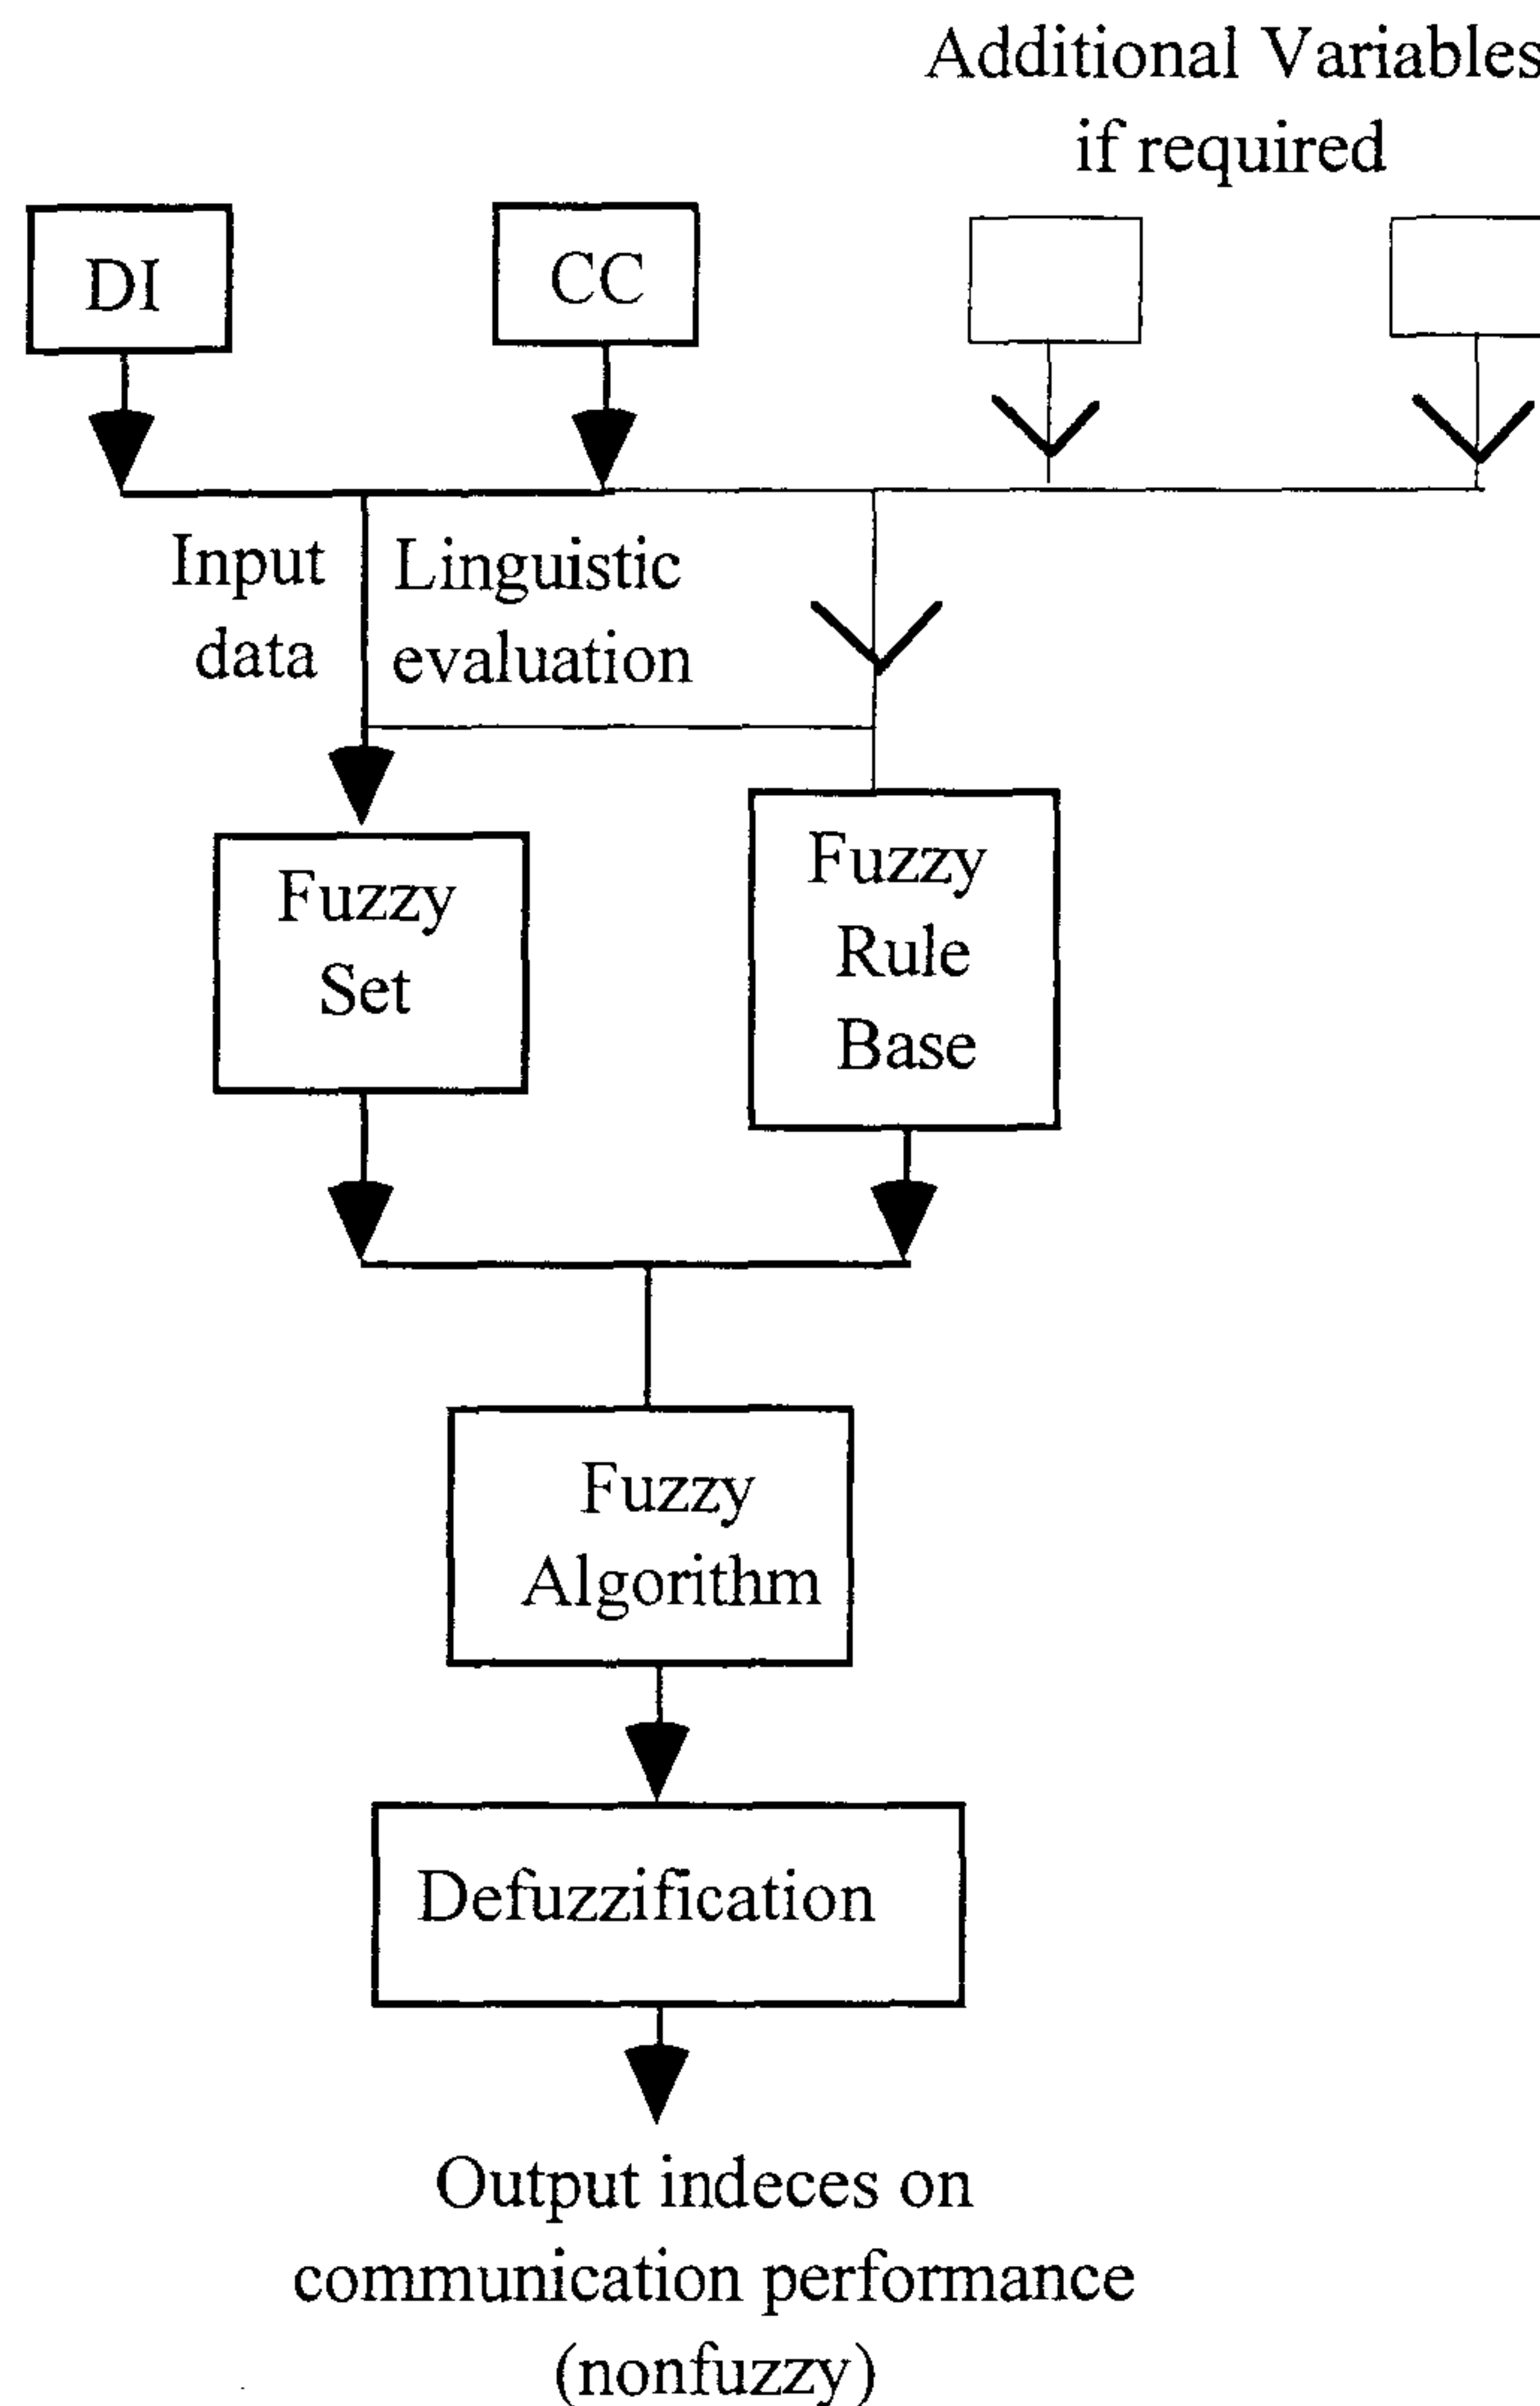 Additional Variables
if required
DI
CC
Input
data
Linguistic
evaluation
Fuzzy
Set
Fuzzy
Rule
Base
Fuzzy
Algorithm
Defuzzification
Output indeces on
communication performance
(nonfuzzy)